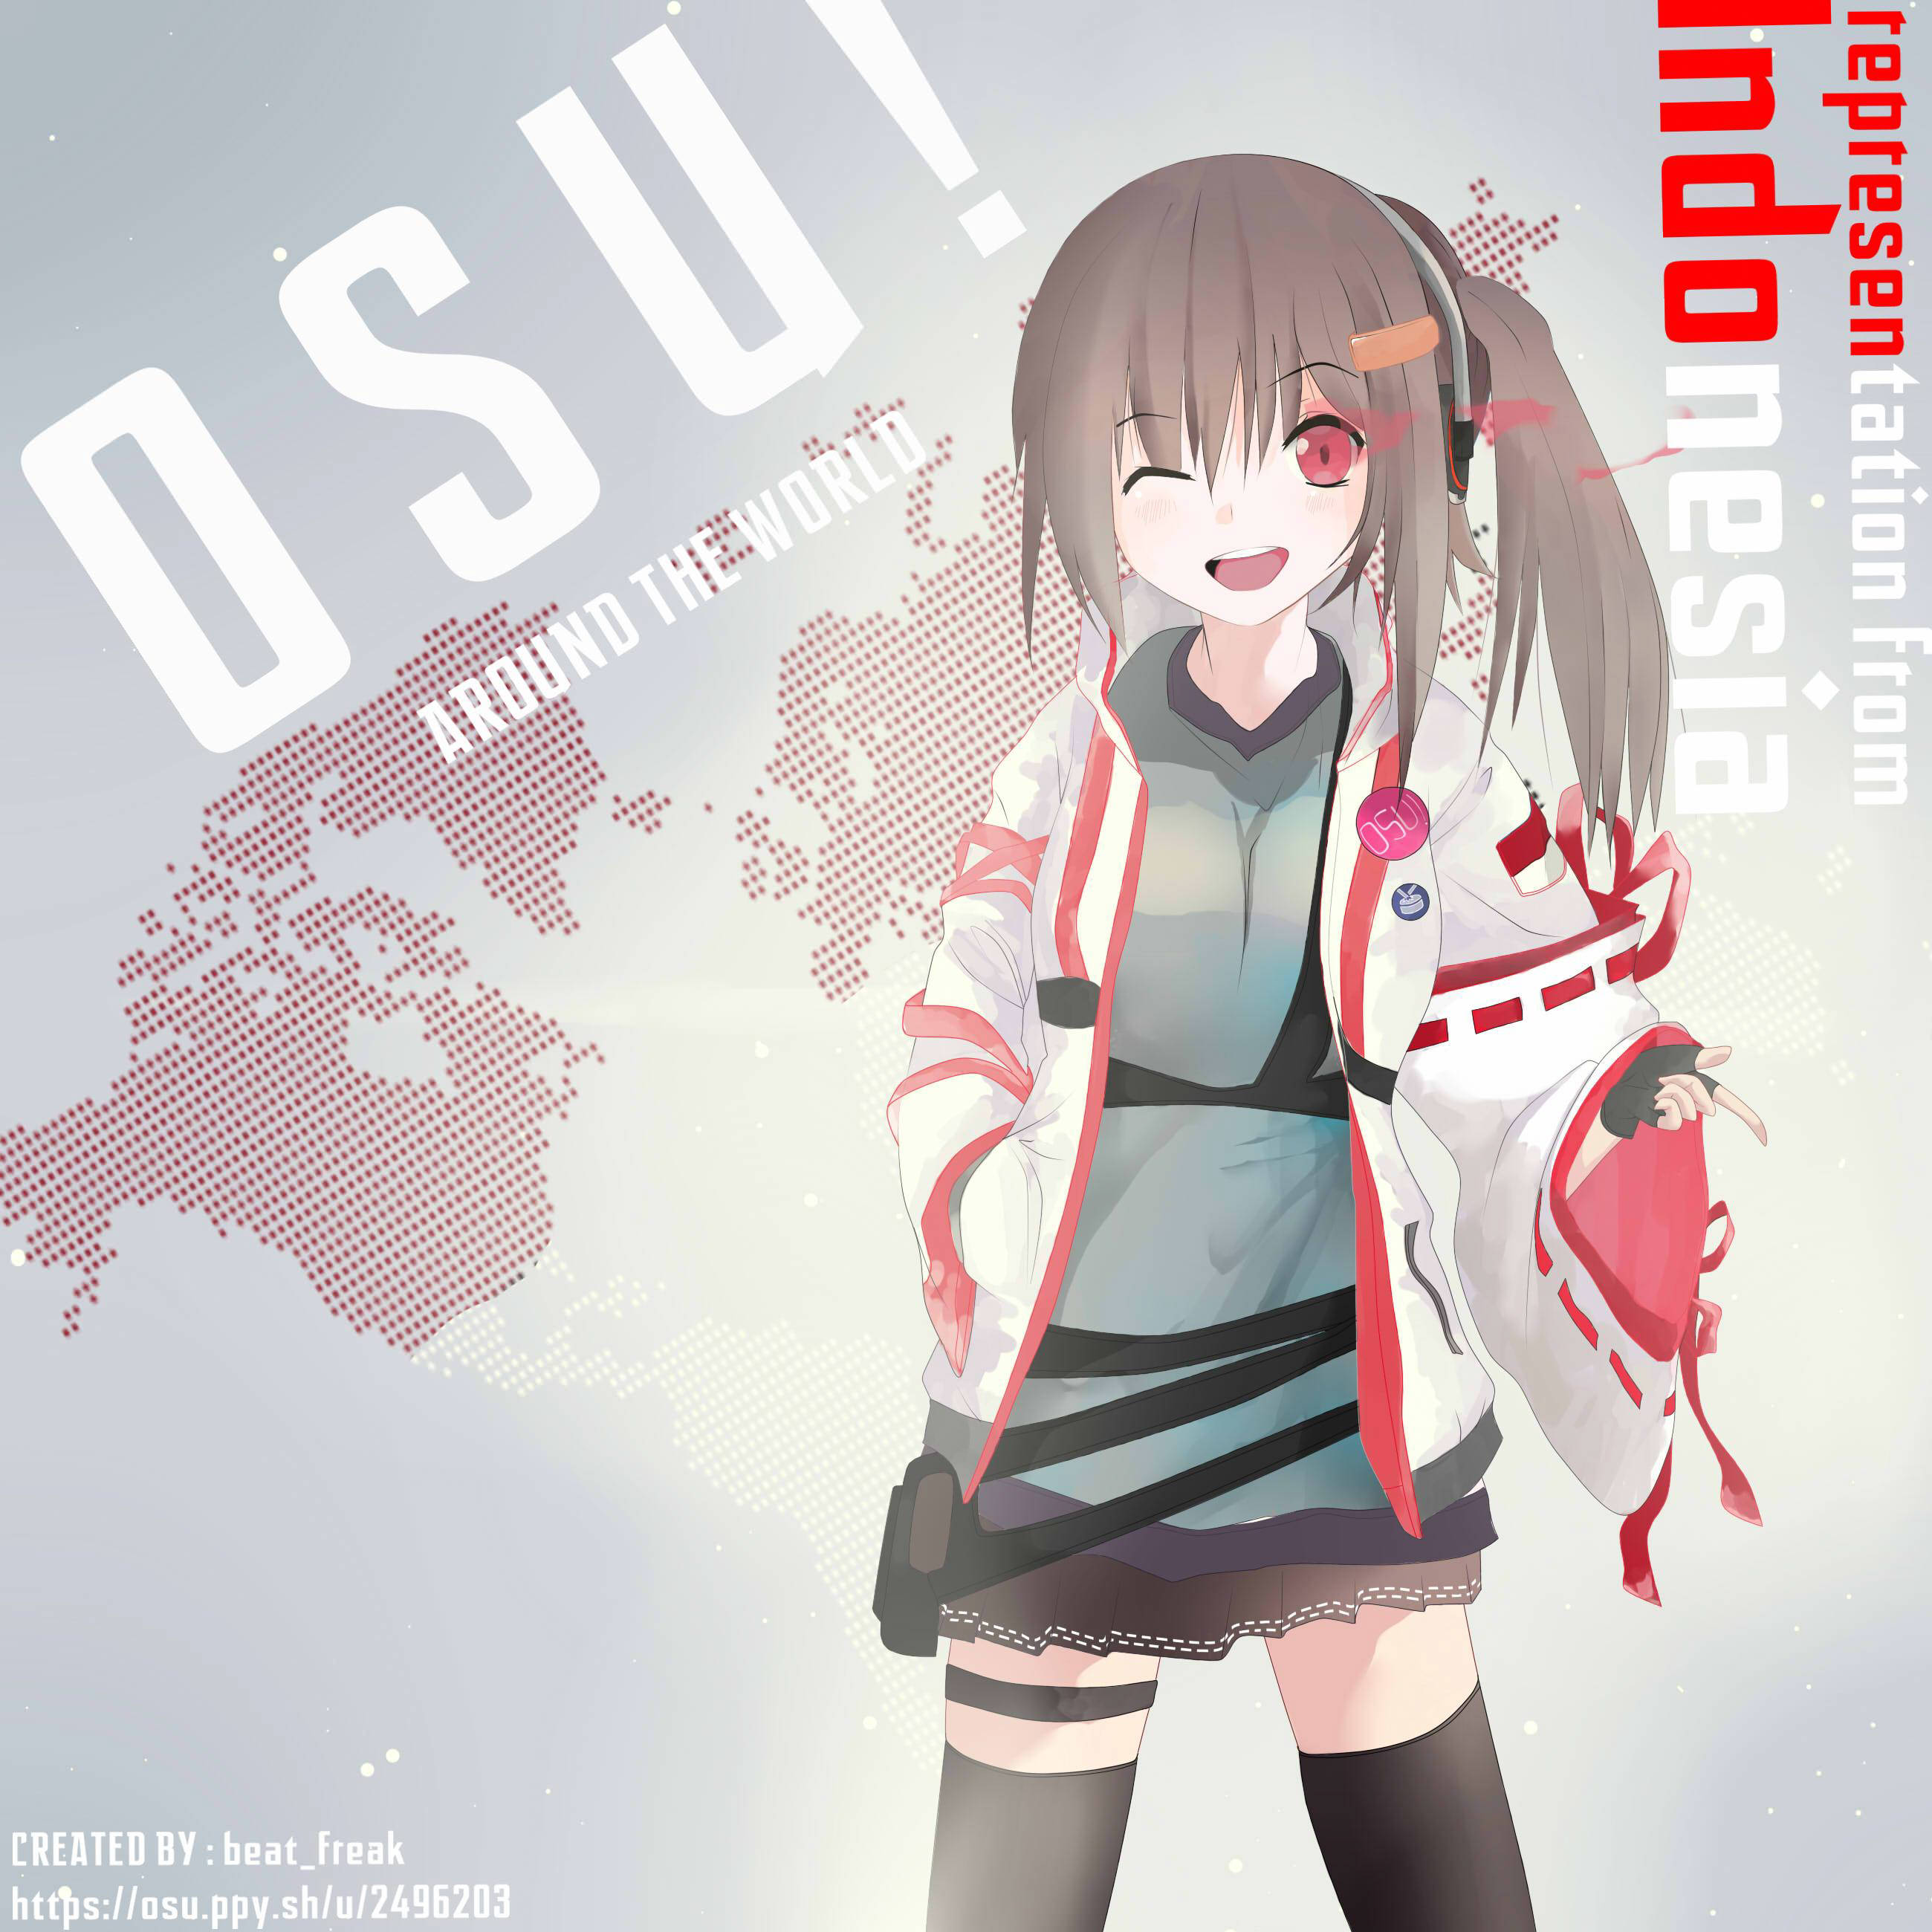 OSU!
AROUND THE WORLD
representation from
Indonesia
OSU!
CREATED BY : beat_freak
https://osu.ppy.sh/u/2496203